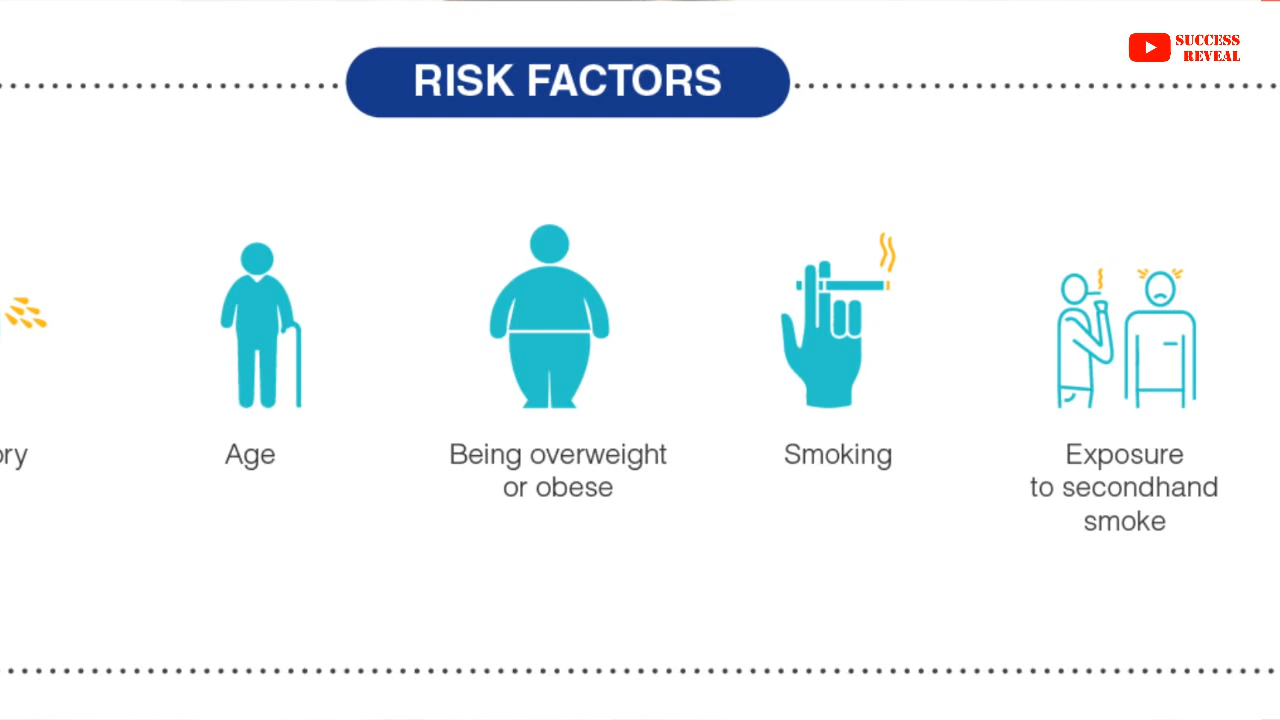 SUCCESS
REVEAL
RISK FACTORS
Age
Being overweight
or obese
Smoking
Exposure
to secondhand
smoke